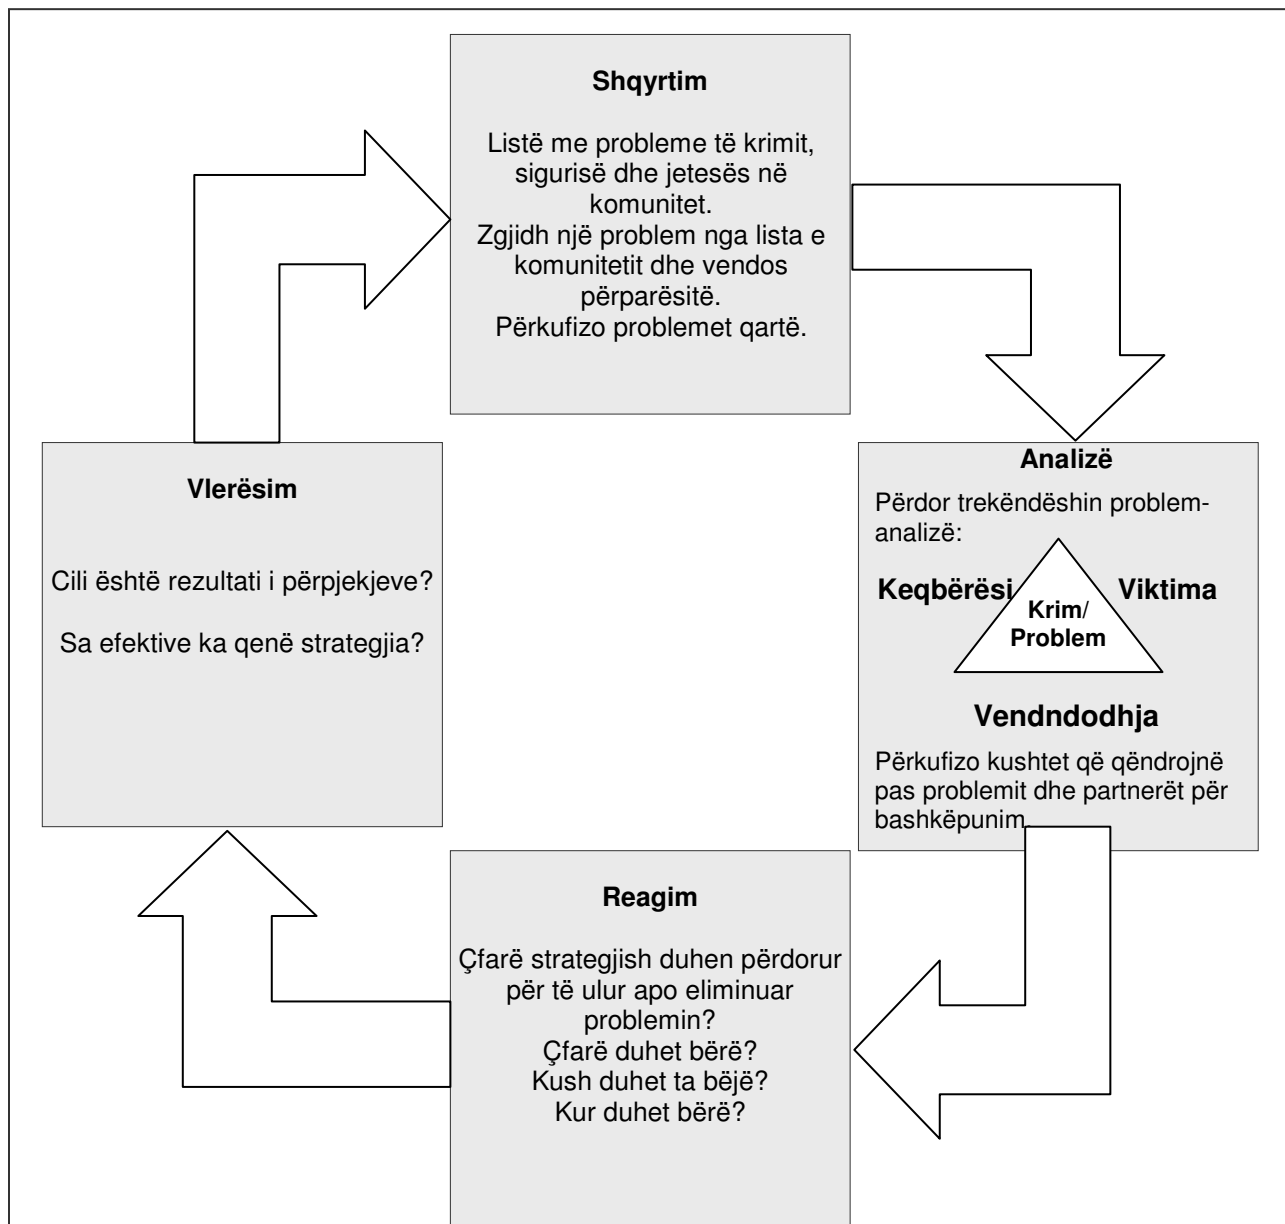 Shqyrtim
Listë me probleme të krimit,
sigurisë dhe jetesës në
komunitet.
Zgjidh një problem nga lista e
komunitetit dhe vendos
përparësitë.
Përkufizo problemet qartë.
Analizë
Përdor trekëndëshin problem-
analizë:
Keqbërësi
Viktima
Krim/
Problem
Vendndodhja
Përkufizo kushtet që qëndrojnë
pas problemit dhe partnerët për
bashkëpunim.
Reagim
Çfarë strategjish duhen përdorur
për të ulur apo eliminuar
problemin?
Çfarë duhet bërë?
Kush duhet ta bëjë?
Kur duhet bërë?
Vlerësim
Cili është rezultati i përpjekjeve?
Sa efektive ka qenë strategjia?